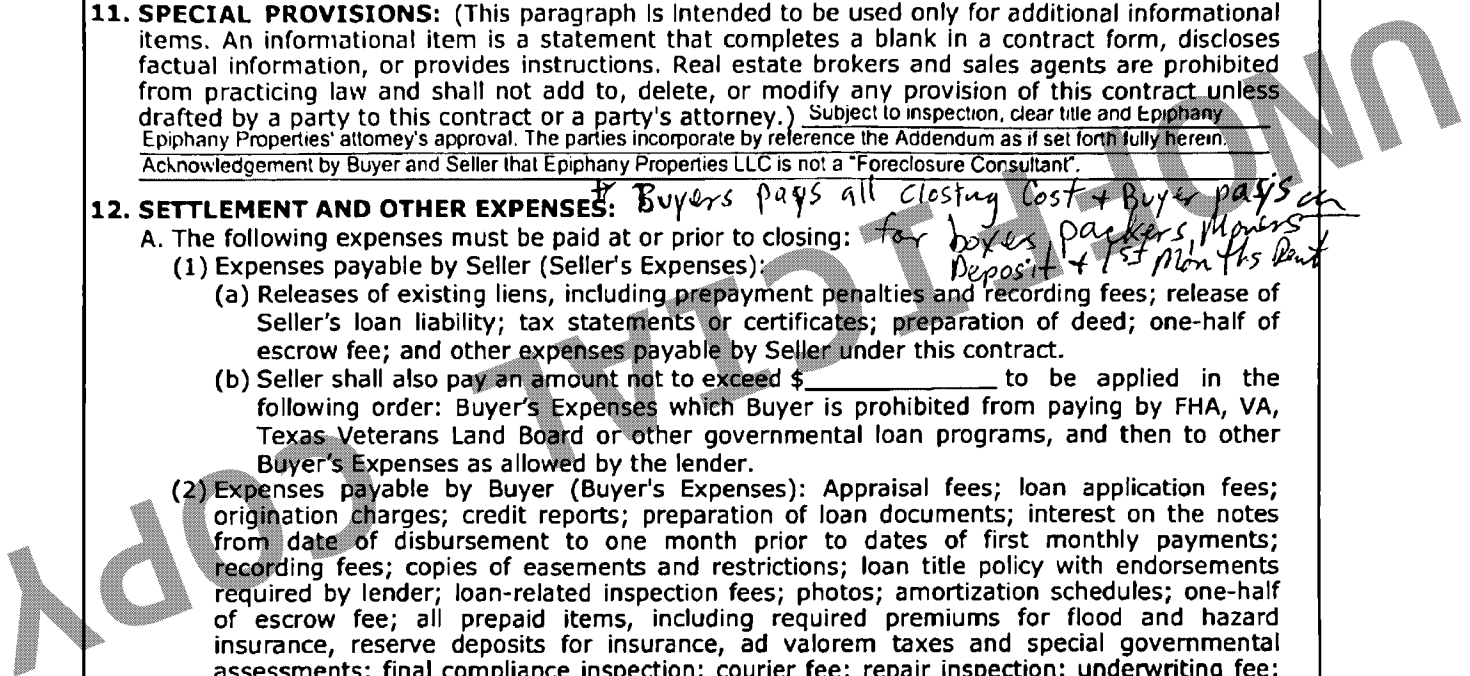 11. SPECIAL PROVISIONS: (This paragraph is intended to be used only for additional informational
items. An informational item is a statement that completes a blank in a contract form, discloses
factual information, or provides instructions. Real estate brokers and sales agents are prohibited
from practicing law and shall not add to, delete, or modify any provision of this contract unless
drafted by a party to this contract or a party's attorney.) Subject to inspection, clear title and Epiphany
Epiphany Properties' attorney's approval. The parties incorporate by reference the Addendum as if set forth fully herein.
Acknowledgement by Buyer and Seller that Epiphany Properties LLC is not a "Foreclosure Consultant".
12. SETTLEMENT AND OTHER EXPENSES: * Buyers pays all Closing Cost + Buyer pays
A. The following expenses must be paid at or prior to closing: for boxes, packers, Movers
(1) Expenses payable by Seller (Seller's Expenses): Deposit + 1st Months Rent
(a) Releases of existing liens, including prepayment penalties and recording fees; release of
Seller's loan liability; tax statements or certificates; preparation of deed; one-half of
escrow fee; and other expenses payable by Seller under this contract.
(b) Seller shall also pay an amount not to exceed $____________ to be applied in the
following order: Buyer's Expenses which Buyer is prohibited from paying by FHA, VA,
Texas Veterans Land Board or other governmental loan programs, and then to other
Buyer's Expenses as allowed by the lender.
(2) Expenses payable by Buyer (Buyer's Expenses): Appraisal fees; loan application fees;
origination charges; credit reports; preparation of loan documents; interest on the notes
from date of disbursement to one month prior to dates of first monthly payments;
recording fees; copies of easements and restrictions; loan title policy with endorsements
required by lender; loan-related inspection fees; photos; amortization schedules; one-half
of escrow fee; all prepaid items, including required premiums for flood and hazard
insurance, reserve deposits for insurance, ad valorem taxes and special governmental
assessments; final compliance inspection; courier fee; repair inspection; underwriting fee;
UNOFFICIAL COPY